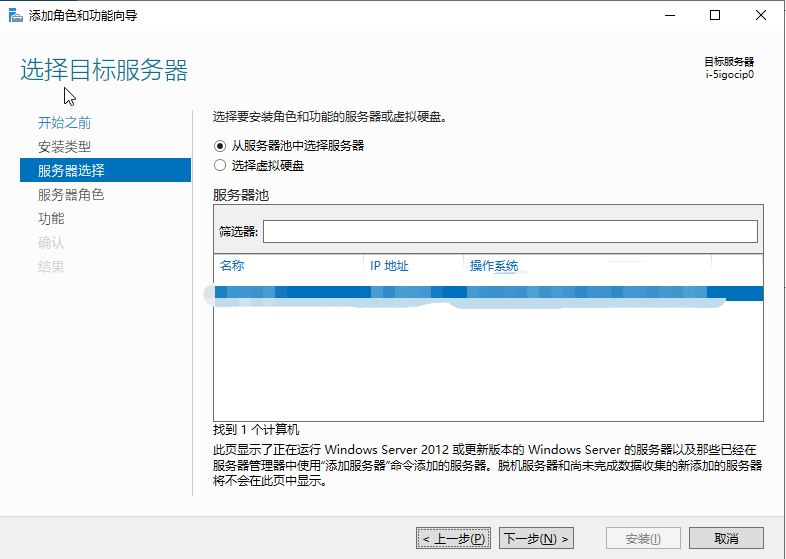 添加角色和功能向导
选择目标服务器
目标服务器
i-5igocip0
开始之前
安装类型
服务器选择
服务器角色
功能
确认
结果
选择要安装角色和功能的服务器或虚拟硬盘。
从服务器池中选择服务器
选择虚拟硬盘
服务器池
筛选器:
名称 IP 地址 操作系统
找到 1 个计算机
此页显示了正在运行 Windows Server 2012 或更新版本的 Windows Server 的服务器以及那些已经在
服务器管理器中使用"添加服务器"命令添加的服务器。脱机服务器和尚未完成数据收集的新添加的服务器
将不会在此页中显示。
< 上一步(P) 下一步(N) > 安装(I) 取消